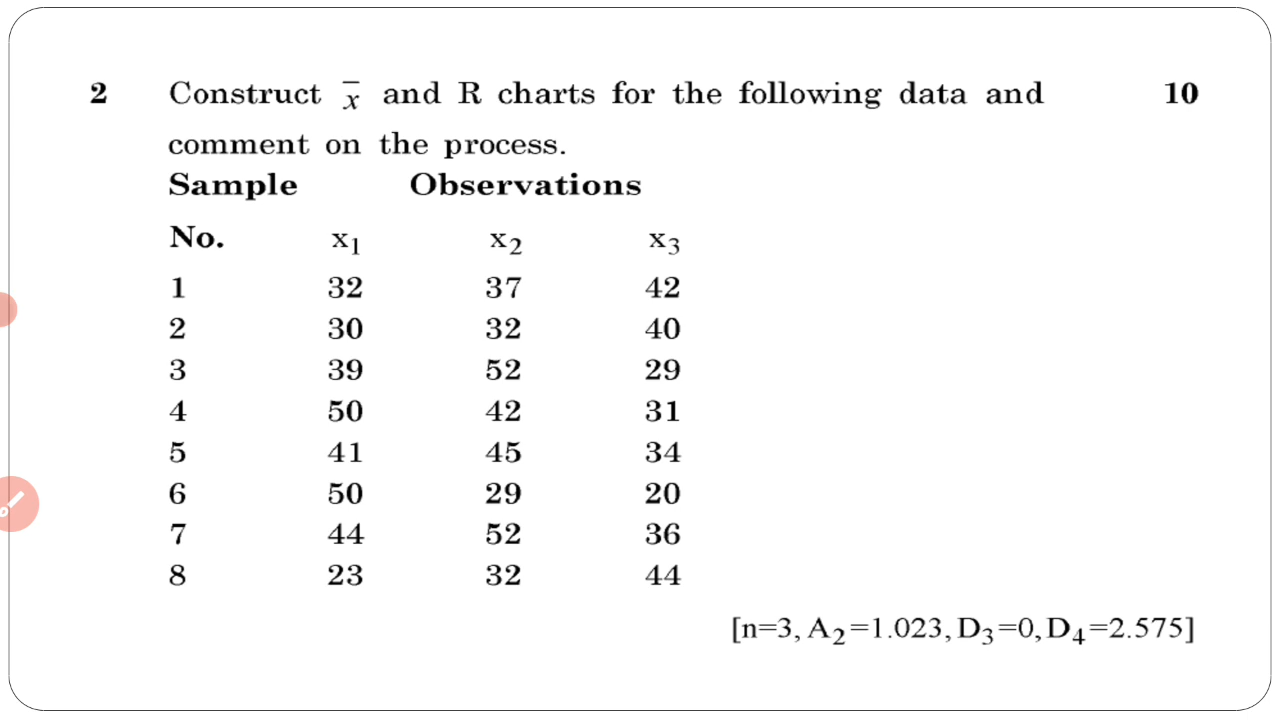 2 Construct x̅ and R charts for the following data and 10
comment on the process.
Sample Observations
No. x₁ x₂ x₃
1 32 37 42
2 30 32 40
3 39 52 29
4 50 42 31
5 41 45 34
6 50 29 20
7 44 52 36
8 23 32 44
[n=3, A₂=1.023, D₃=0, D₄=2.575]